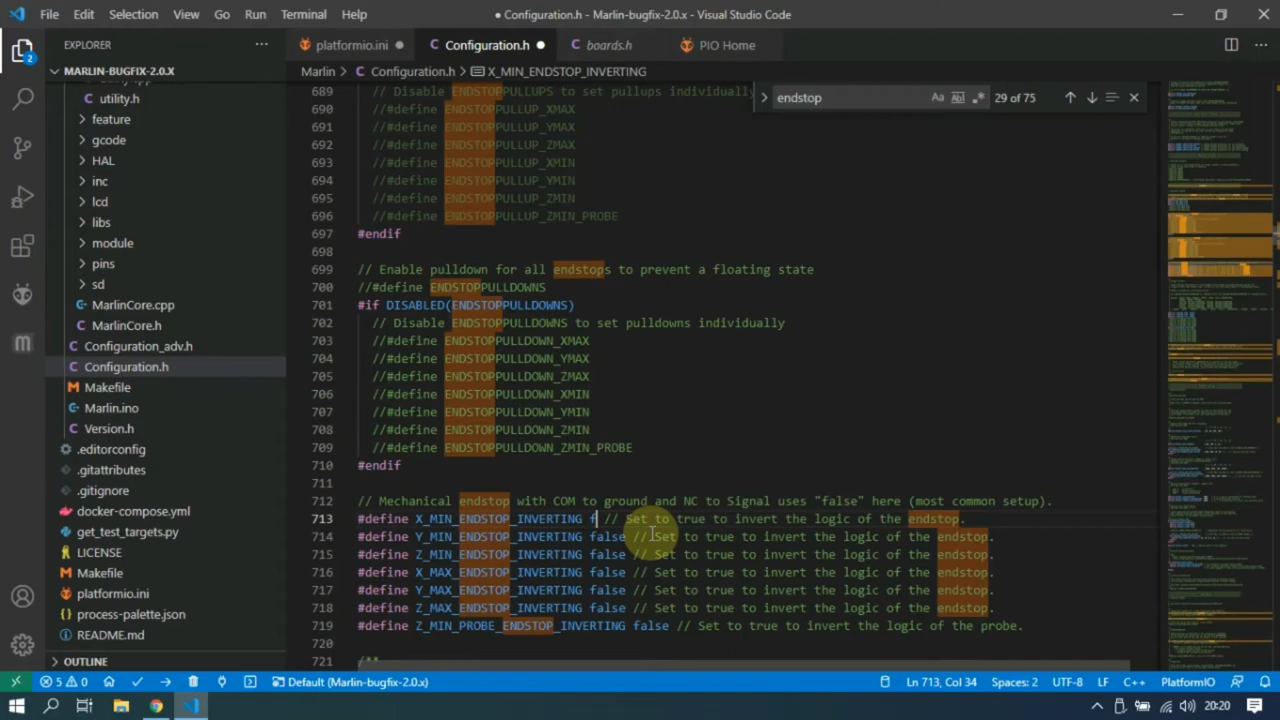 File Edit Selection View Go Run Terminal Help
● Configuration.h - Marlin-bugfix-2.0.x - Visual Studio Code
EXPLORER
platformio.ini
Configuration.h
boards.h
PIO Home
MARLIN-BUGFIX-2.0.X
Marlin > Configuration.h > X_MIN_ENDSTOP_INVERTING
endstop
29 of 75
utility.h
feature
gcode
HAL
inc
lcd
libs
module
pins
sd
MarlinCore.cpp
MarlinCore.h
Configuration_adv.h
Configuration.h
Makefile
Marlin.ino
Version.h
.editorconfig
.gitattributes
.gitignore
docker-compose.yml
get_test_targets.py
LICENSE
Makefile
platformio.ini
process-palette.json
README.md
OUTLINE
689 // Disable ENDSTOPPULLUPS to set pullups individually
690 //#define ENDSTOPPULLUP_XMAX
691 //#define ENDSTOPPULLUP_YMAX
692 //#define ENDSTOPPULLUP_ZMAX
693 //#define ENDSTOPPULLUP_XMIN
694 //#define ENDSTOPPULLUP_YMIN
695 //#define ENDSTOPPULLUP_ZMIN
696 //#define ENDSTOPPULLUP_ZMIN_PROBE
697 #endif
698
699 // Enable pulldown for all endstops to prevent a floating state
700 //#define ENDSTOPPULLDOWNS
701 #if DISABLED(ENDSTOPPULLDOWNS)
702 // Disable ENDSTOPPULLDOWNS to set pulldowns individually
703 //#define ENDSTOPPULLDOWN_XMAX
704 //#define ENDSTOPPULLDOWN_YMAX
705 //#define ENDSTOPPULLDOWN_ZMAX
706 //#define ENDSTOPPULLDOWN_XMIN
707 //#define ENDSTOPPULLDOWN_YMIN
708 //#define ENDSTOPPULLDOWN_ZMIN
709 //#define ENDSTOPPULLDOWN_ZMIN_PROBE
710 #endif
711
712 // Mechanical endstop with COM to ground and NC to Signal uses "false" here (most common setup).
713 #define X_MIN_ENDSTOP_INVERTING f // Set to true to invert the logic of the endstop.
714 #define Y_MIN_ENDSTOP_INVERTING false // Set to true to invert the logic of the endstop.
715 #define Z_MIN_ENDSTOP_INVERTING false // Set to true to invert the logic of the endstop.
716 #define X_MAX_ENDSTOP_INVERTING false // Set to true to invert the logic of the endstop.
717 #define Y_MAX_ENDSTOP_INVERTING false // Set to true to invert the logic of the endstop.
718 #define Z_MAX_ENDSTOP_INVERTING false // Set to true to invert the logic of the endstop.
719 #define Z_MIN_PROBE_ENDSTOP_INVERTING false // Set to true to invert the logic of the probe.
720
721 /**
5 0 Default (Marlin-bugfix-2.0.x) Ln 713, Col 34 Spaces: 2 UTF-8 LF C++ PlatformIO
20:20